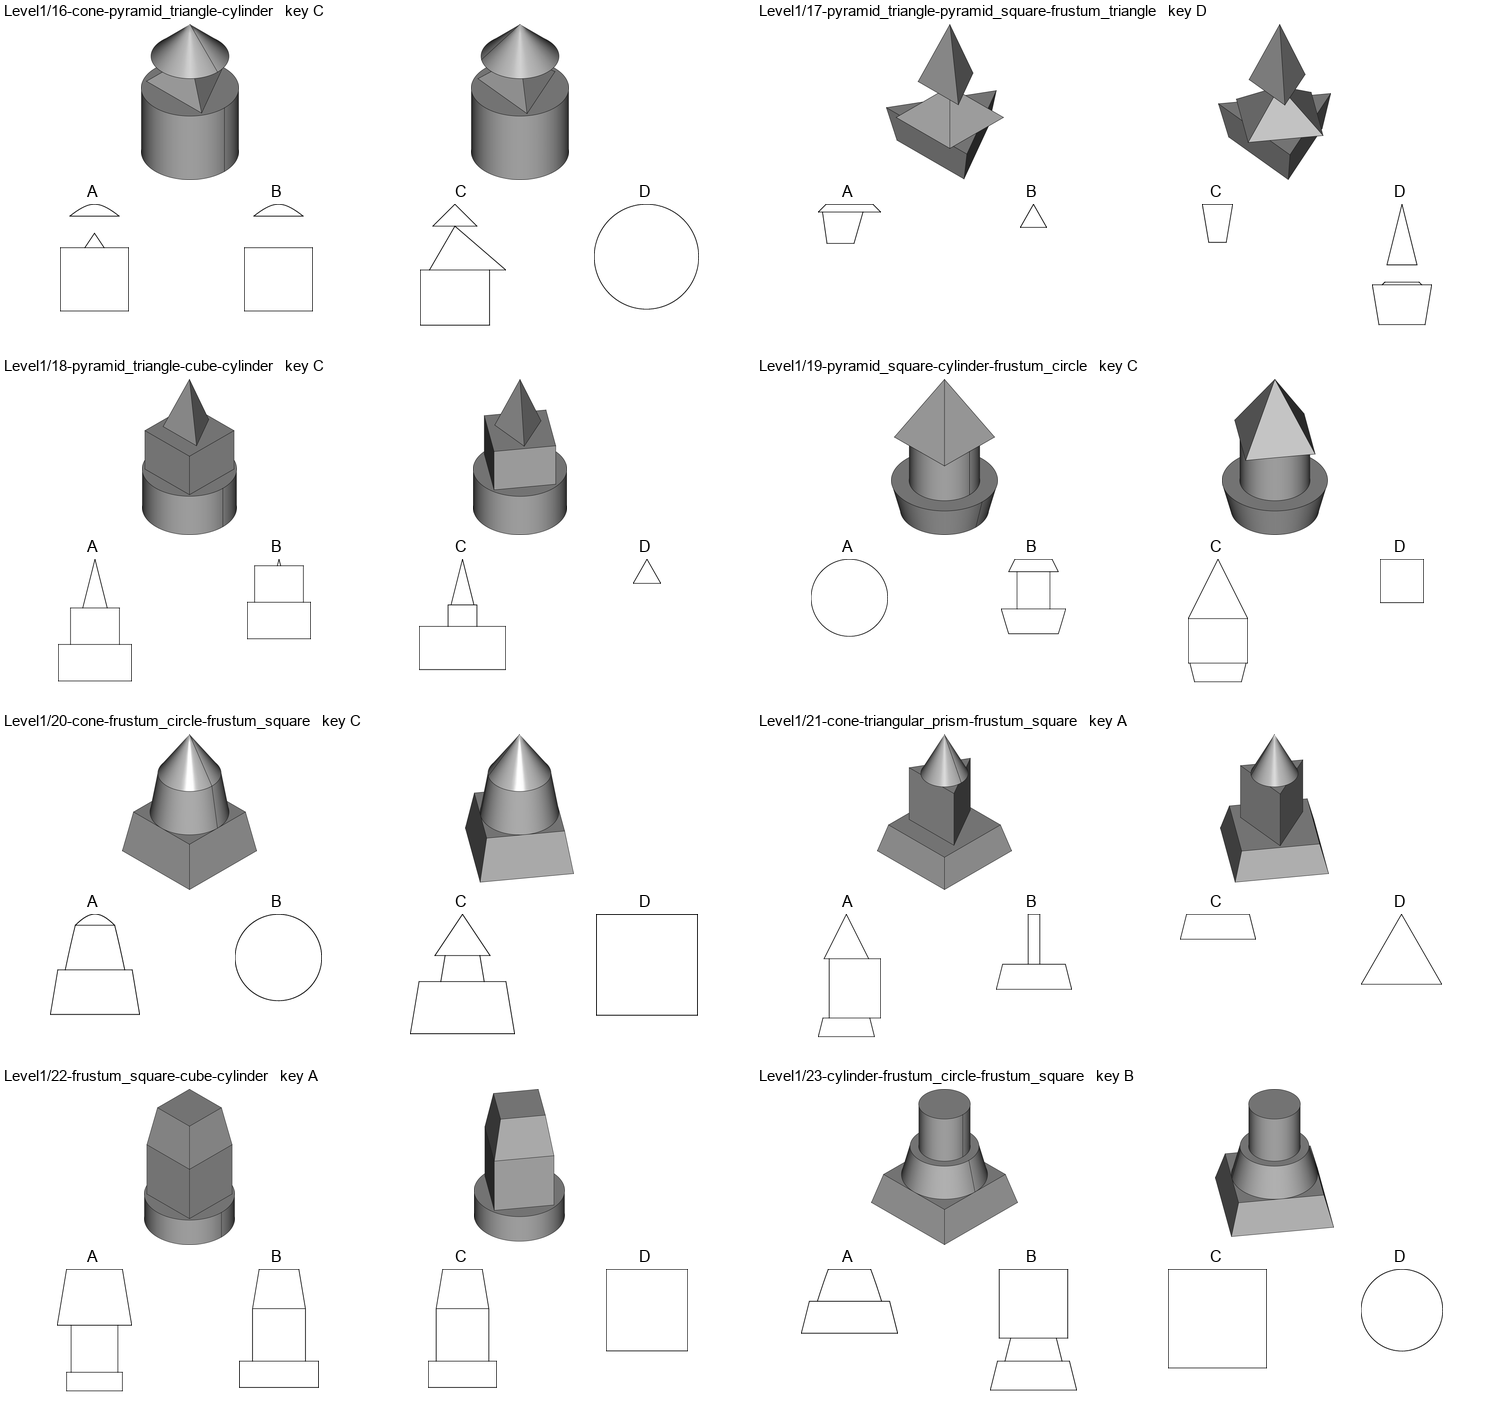 Level1/16-cone-pyramid_triangle-cylinder key C
Level1/17-pyramid_triangle-pyramid_square-frustum_triangle key D
A B C D
A B C D
Level1/18-pyramid_triangle-cube-cylinder key C
Level1/19-pyramid_square-cylinder-frustum_circle key C
A B C D
A B C D
Level1/20-cone-frustum_circle-frustum_square key C
Level1/21-cone-triangular_prism-frustum_square key A
A B C D
A B C D
Level1/22-frustum_square-cube-cylinder key A
Level1/23-cylinder-frustum_circle-frustum_square key B
A B C D
A B C D